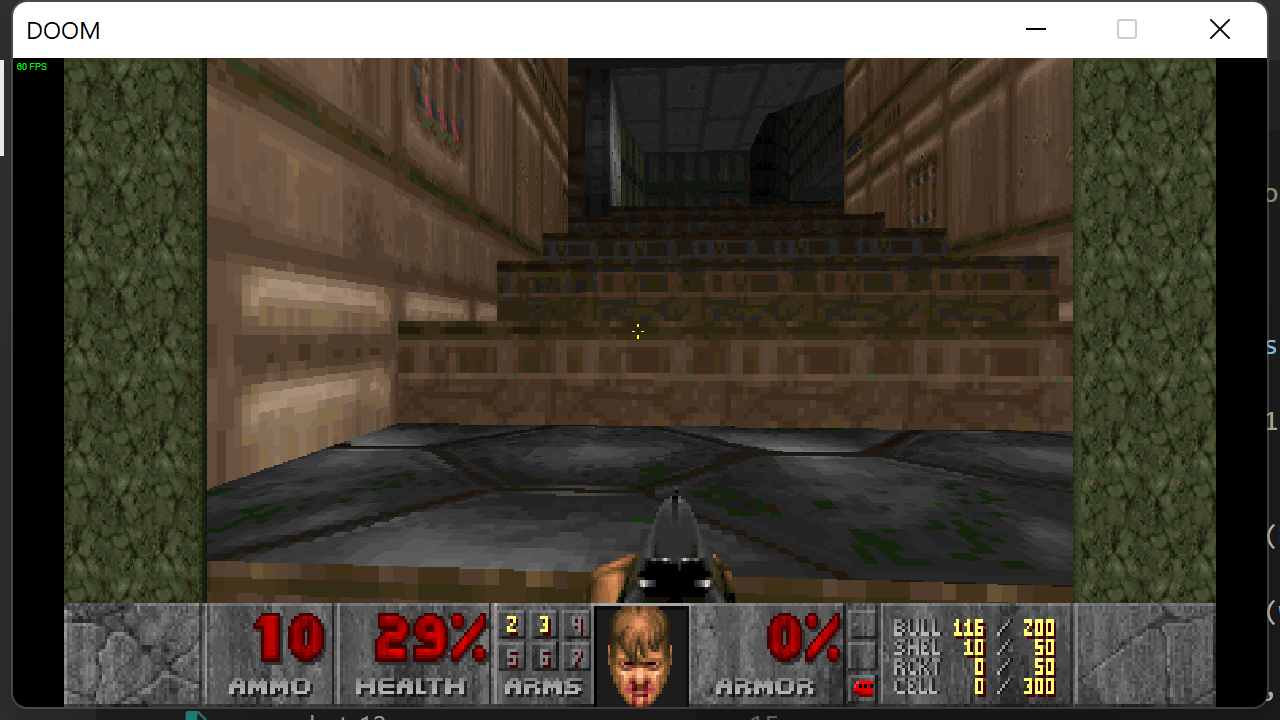 DOOM
60 FPS
10 29% 2 3 4 0% BULL 116 / 200
SHEL 10 / 50
5 6 7 RCKT 0 / 50
AMMO HEALTH ARMS ARMOR CELL 0 / 300